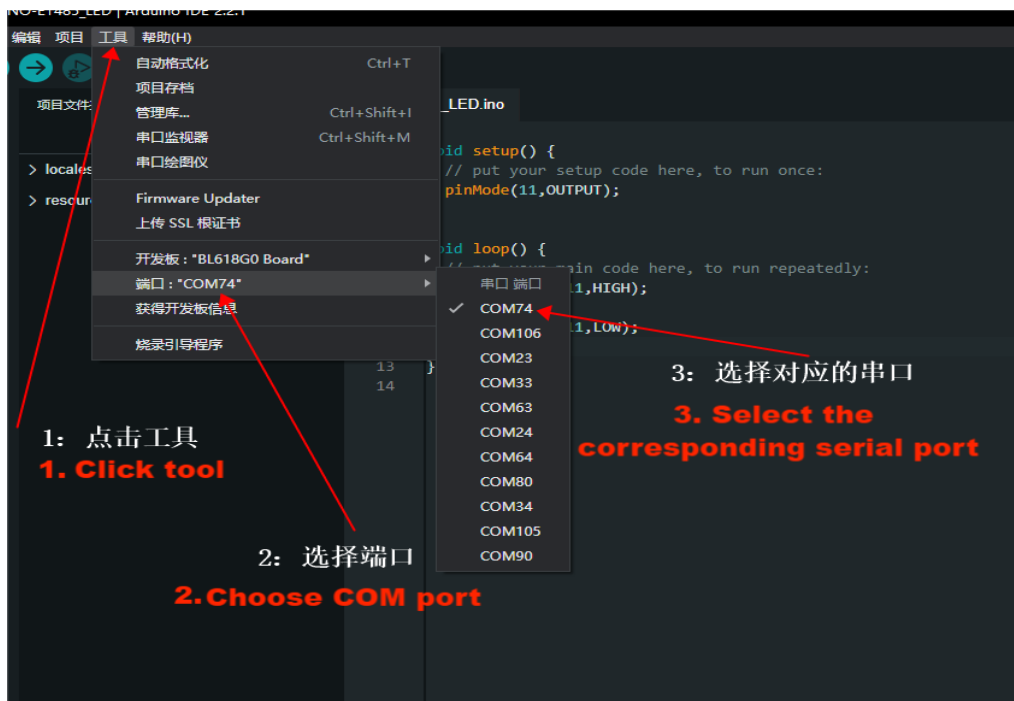 NO-ET485_LED | Arduino IDE 2.2.1
编辑 项目 工具 帮助(H)
自动格式化 Ctrl+T
项目存档
管理库... Ctrl+Shift+I
串口监视器 Ctrl+Shift+M
串口绘图仪
Firmware Updater
上传 SSL 根证书
开发板 : "BL618G0 Board"
端口 : "COM74"
获得开发板信息
烧录引导程序
项目文件
> locales
> resour
_LED.ino
oid setup() {
// put your setup code here, to run once:
pinMode(11,OUTPUT);
oid loop() {
// put your main code here, to run repeatedly:
11,HIGH);
11,LOW);
13 }
14
串口 端口
✓ COM74
COM106
COM23
COM33
COM63
COM24
COM64
COM80
COM34
COM105
COM90
1: 点击工具
1. Click tool
2: 选择端口
2.Choose COM port
3: 选择对应的串口
3. Select the
corresponding serial port